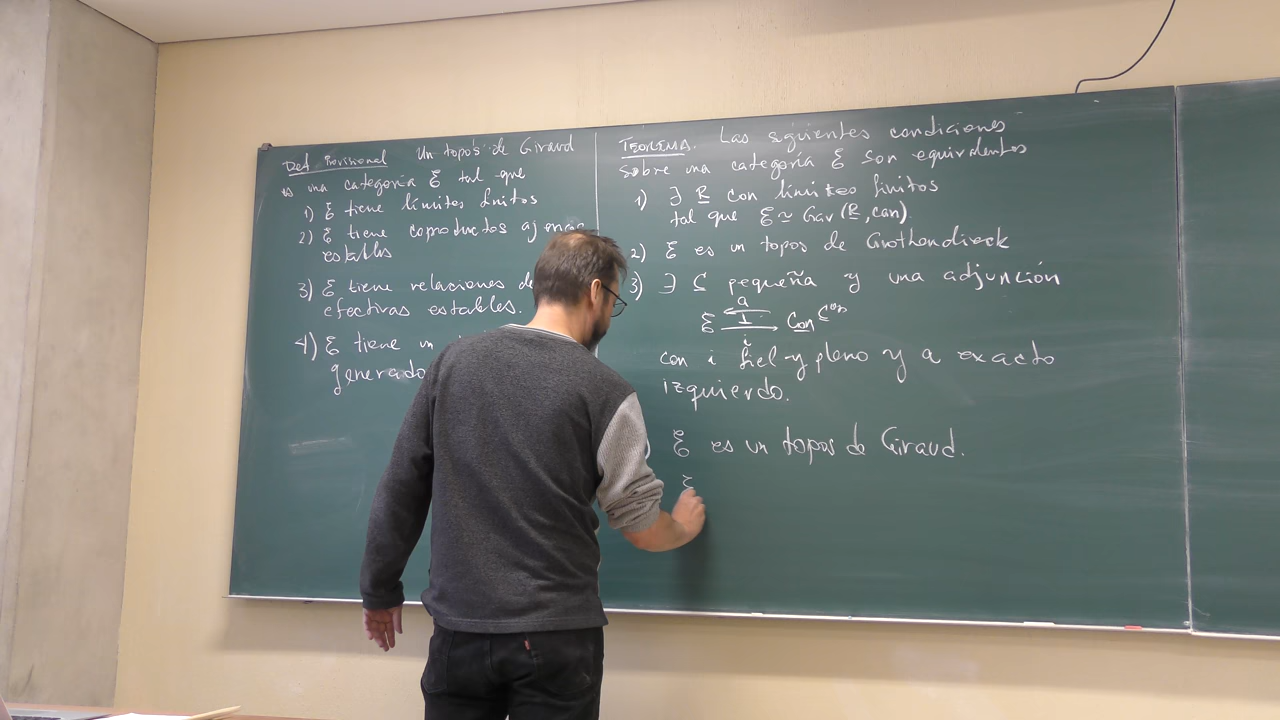 Def Provisional Un topos de Giraud
es una categoría ℰ tal que
1) ℰ tiene límites finitos
2) ℰ tiene coproductos ajenos
estables
3) ℰ tiene relaciones de
efectivas estables.
4) ℰ tiene un
generado
TEOREMA. Las siguientes condiciones
sobre una categoría ℰ son equivalentes
1) ∃ R con límites finitos
tal que ℰ ≃ Gav(R, can).
2) ℰ es un topos de Grothendieck
3) ∃ C pequeña y una adjunción
a
ℰ ⊥ Con^{C^{op}}
i
con i fiel y pleno y a exacto
izquierdo.
ℰ es un topos de Giraud.